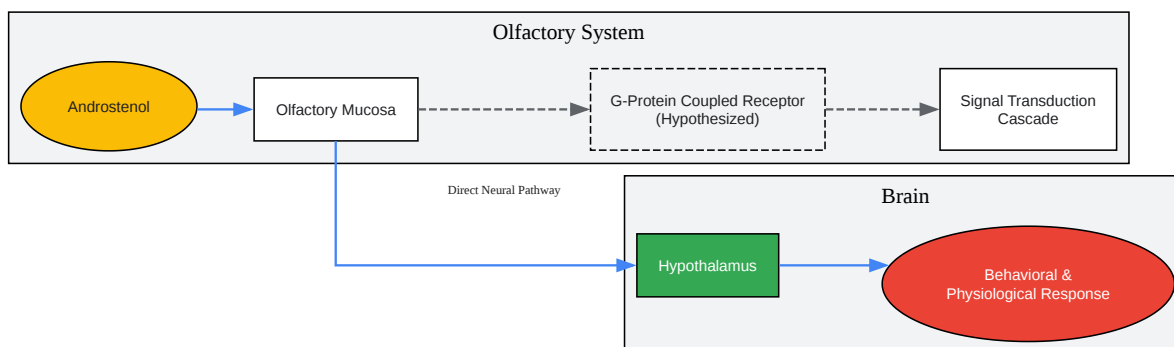 Olfactory System
Androstenol
Olfactory Mucosa
G-Protein Coupled Receptor
(Hypothesized)
Signal Transduction
Cascade
Direct Neural Pathway
Brain
Hypothalamus
Behavioral &
Physiological Response